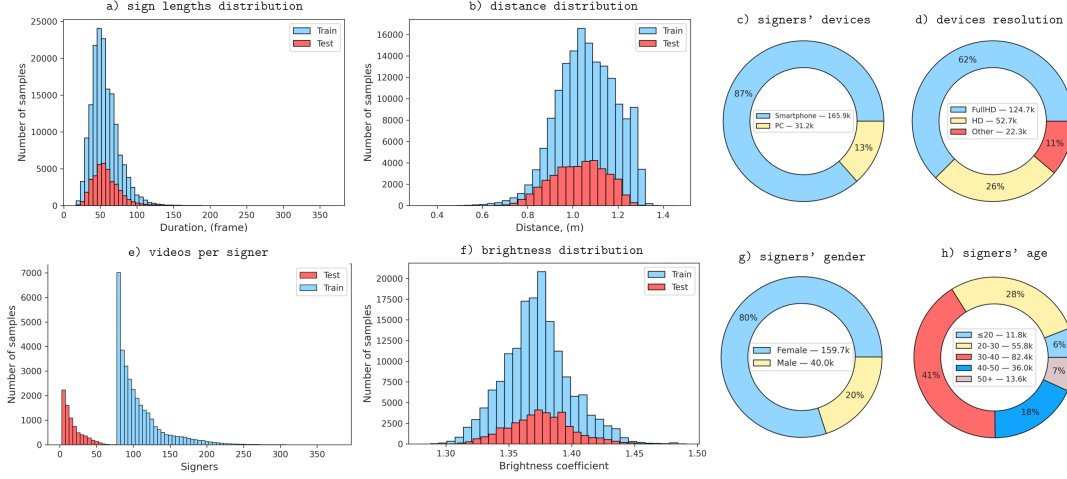 a) sign lengths distribution
Number of samples
25000
20000
15000
10000
5000
0
Train
Test
0 50 100 150 200 250 300 350
Duration, (frame)
b) distance distribution
Number of samples
16000
14000
12000
10000
8000
6000
4000
2000
0
Train
Test
0.4 0.6 0.8 1.0 1.2 1.4
Distance, (m)
c) signers' devices
87%
Smartphone — 165.9k
PC — 31.2k
13%
d) devices resolution
62%
FullHD — 124.7k
HD — 52.7k
Other — 22.3k
11%
26%
e) videos per signer
Number of samples
7000
6000
5000
4000
3000
2000
1000
0
Test
Train
0 50 100 150 200 250 300 350
Signers
f) brightness distribution
Number of samples
20000
17500
15000
12500
10000
7500
5000
2500
0
Train
Test
1.30 1.35 1.40 1.45 1.50
Brightness coefficient
g) signers' gender
80%
Female — 159.7k
Male — 40.0k
20%
h) signers' age
28%
≤20 — 11.8k
20-30 — 55.8k
30-40 — 82.4k
40-50 — 36.0k
50+ — 13.6k
6%
7%
41%
18%